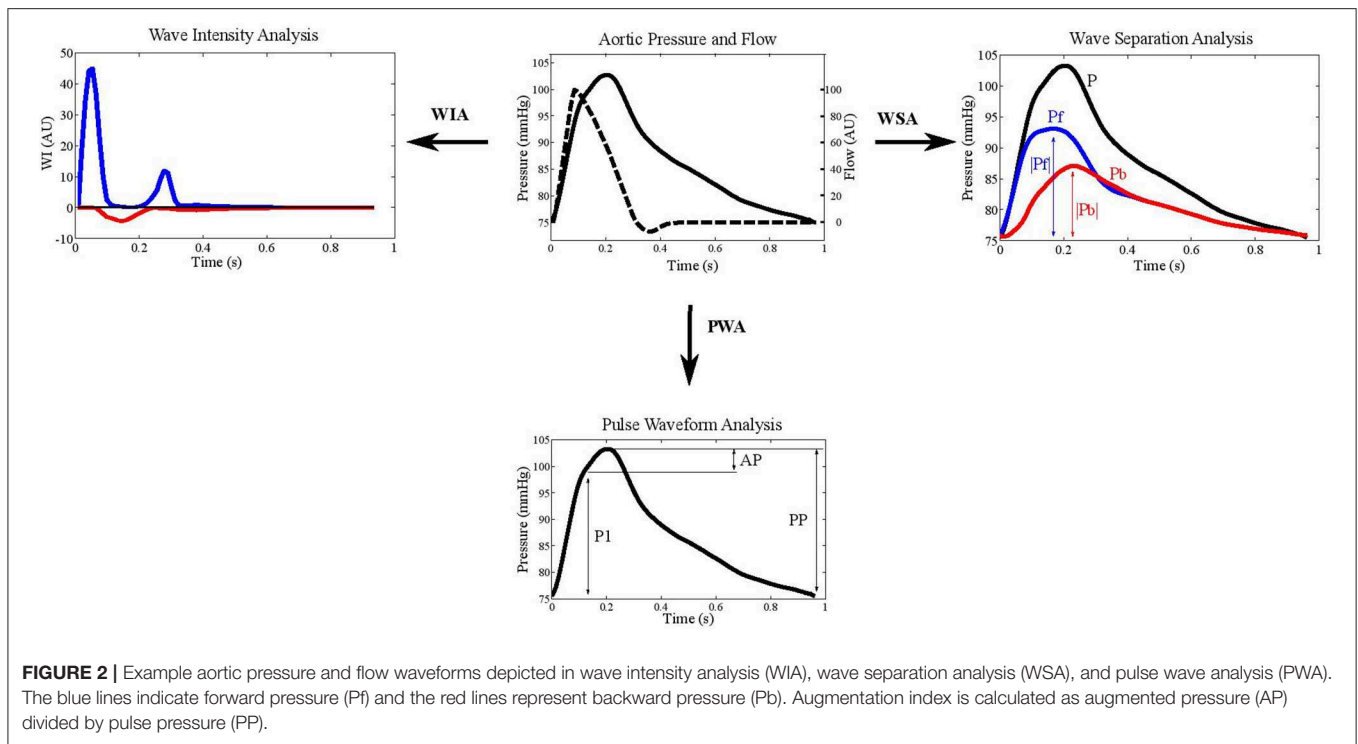 Wave Intensity Analysis
50
40
30
20
10
0
-10
WI (AU)
0 0.2 0.4 0.6 0.8 1
Time (s)
WIA
Aortic Pressure and Flow
105
100
95
90
85
80
75
Pressure (mmHg)
100
80
60
40
20
0
Flow (AU)
0 0.2 0.4 0.6 0.8 1
Time (s)
WSA
Wave Separation Analysis
105
100
95
90
85
80
75
Pressure (mmHg)
P
Pf
|Pf|
Pb
|Pb|
0 0.2 0.4 0.6 0.8 1
Time (s)
PWA
Pulse Waveform Analysis
105
100
95
90
85
80
75
Pressure (mmHg)
AP
P1
PP
0 0.2 0.4 0.6 0.8 1
Time (s)
FIGURE 2 | Example aortic pressure and flow waveforms depicted in wave intensity analysis (WIA), wave separation analysis (WSA), and pulse wave analysis (PWA).
The blue lines indicate forward pressure (Pf) and the red lines represent backward pressure (Pb). Augmentation index is calculated as augmented pressure (AP)
divided by pulse pressure (PP).